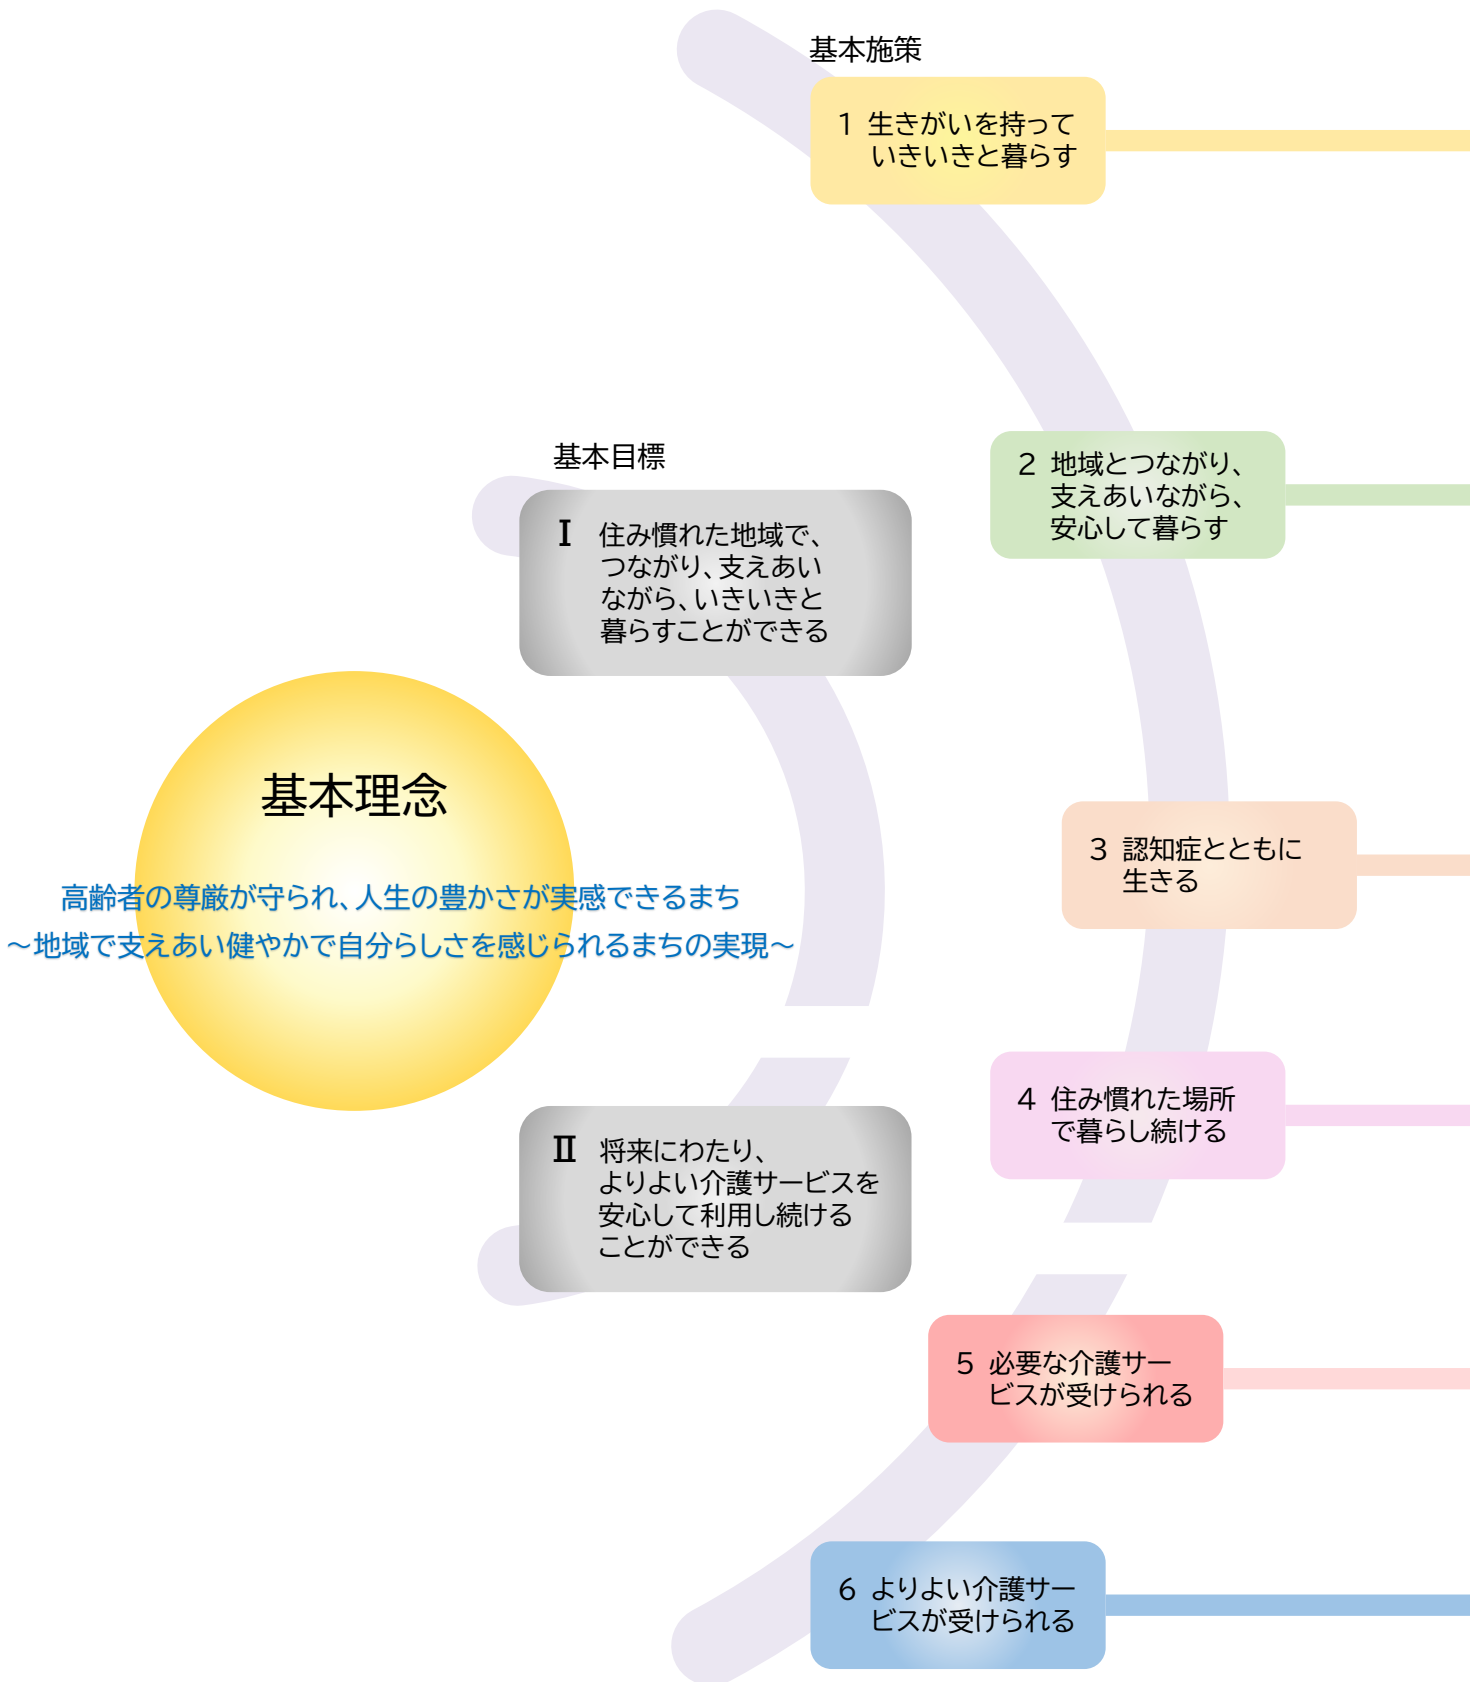 基本理念
高齢者の尊厳が守られ、人生の豊かさが実感できるまち
～地域で支えあい健やかで自分らしさを感じられるまちの実現～
基本目標
Ⅰ 住み慣れた地域で、
つながり、支えあい
ながら、いきいきと
暮らすことができる
Ⅱ 将来にわたり、
よりよい介護サービスを
安心して利用し続ける
ことができる
基本施策
1 生きがいを持って
いきいきと暮らす
2 地域とつながり、
支えあいながら、
安心して暮らす
3 認知症とともに
生きる
4 住み慣れた場所
で暮らし続ける
5 必要な介護サー
ビスが受けられる
6 よりよい介護サー
ビスが受けられる